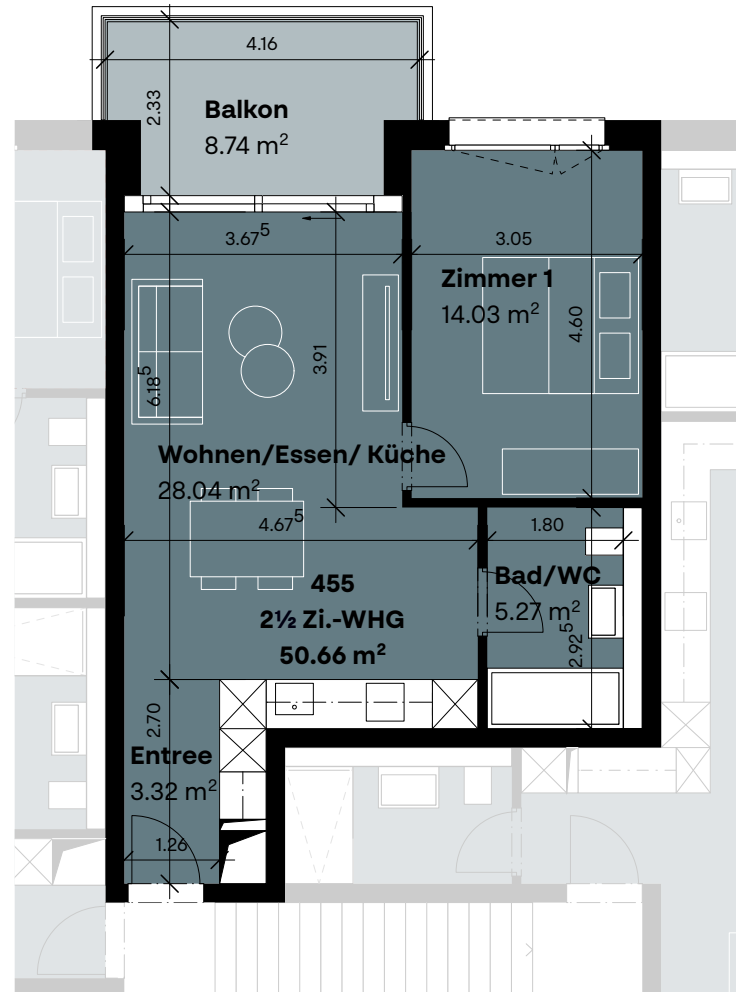 4.16
2.33
Balkon
8.74 m²
3.67⁵
3.05
Zimmer 1
14.03 m²
4.60
3.91
6.18⁵
Wohnen/Essen/ Küche
28.04 m²
4.67⁵
1.80
455
2½ Zi.-WHG
50.66 m²
Bad/WC
5.27 m²
2.92⁵
2.70
Entree
3.32 m²
1.26